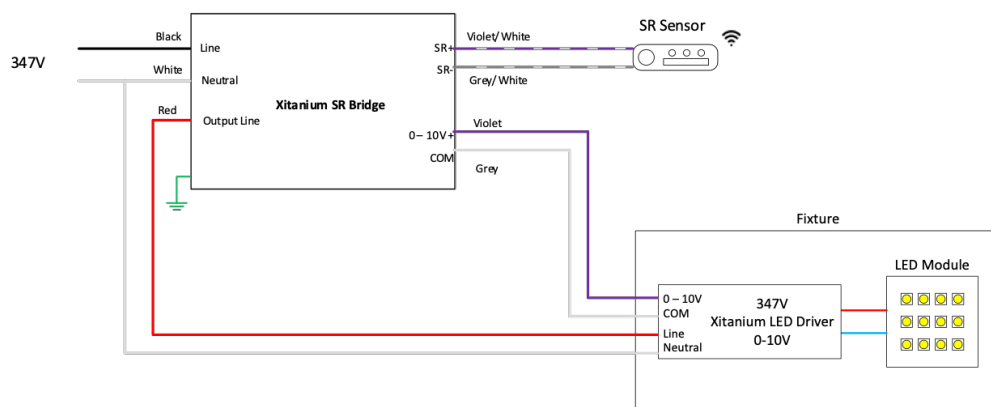 SR Sensor
Black
Violet/ White
347V
Line
SR+
White
SR-
Neutral
Grey/ White
Xitanium SR Bridge
Red
Output Line
Violet
0 – 10V +
COM
Grey
Fixture
LED Module
0 – 10V
COM
347V
Xitanium LED Driver
0-10V
Line
Neutral